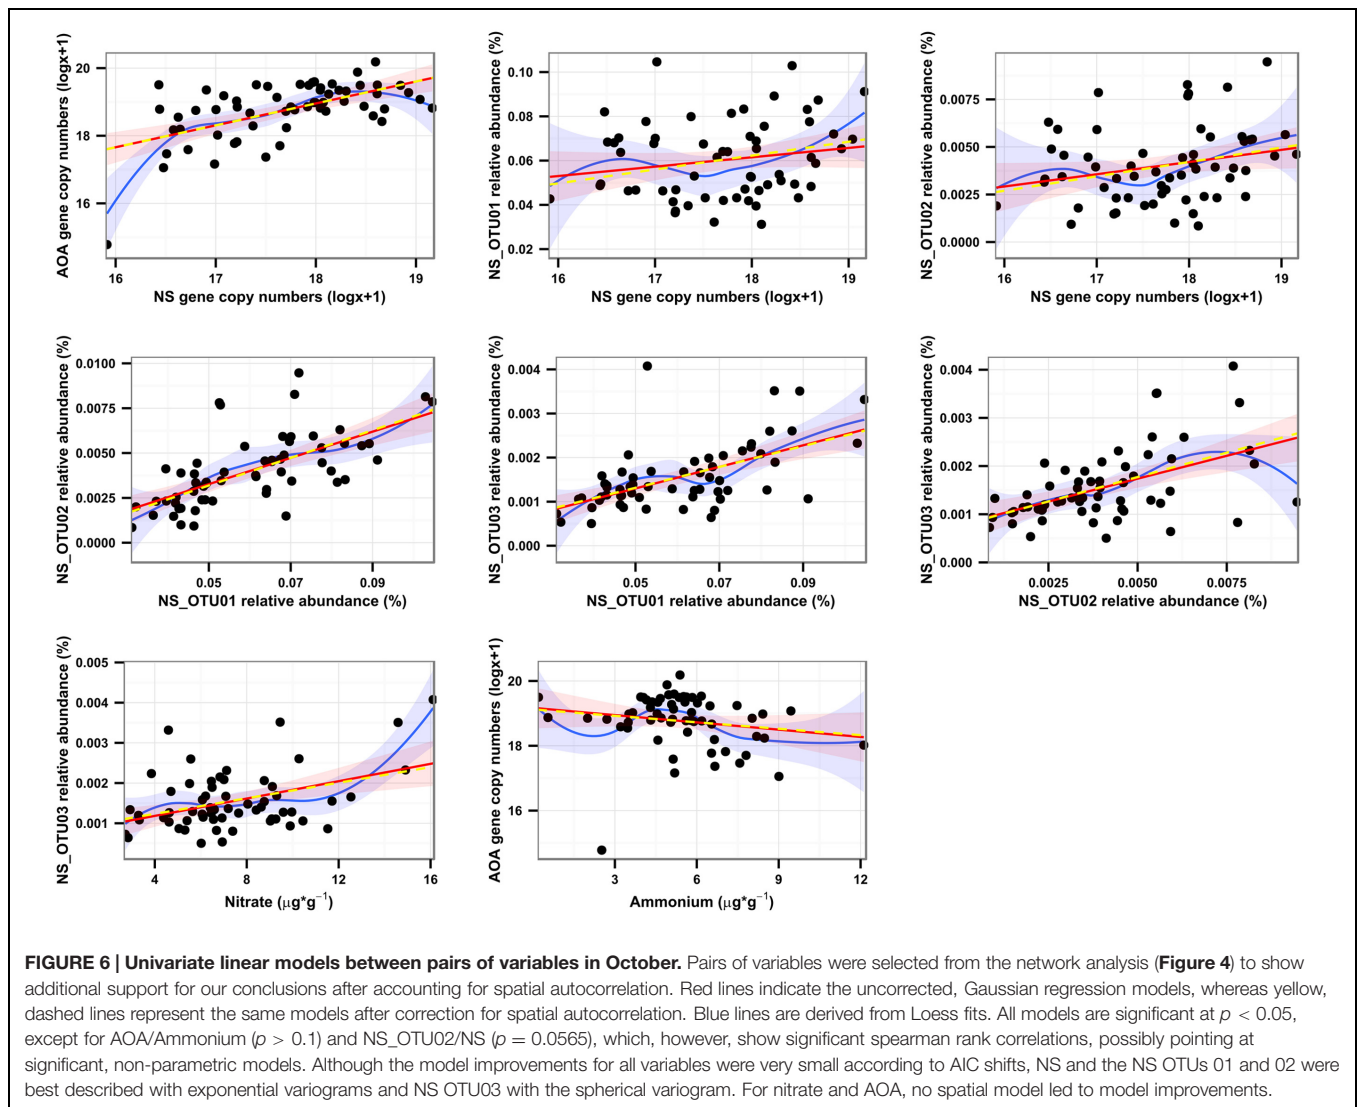 AOA gene copy numbers (logx+1)
20
18
16
16
17
18
19
NS gene copy numbers (logx+1)
NS_OTU01 relative abundance (%)
0.10
0.08
0.06
0.04
0.02
16
17
18
19
NS gene copy numbers (logx+1)
NS_OTU02 relative abundance (%)
0.0075
0.0050
0.0025
0.0000
16
17
18
19
NS gene copy numbers (logx+1)
NS_OTU02 relative abundance (%)
0.0100
0.0075
0.0050
0.0025
0.0000
0.05
0.07
0.09
NS_OTU01 relative abundance (%)
NS_OTU03 relative abundance (%)
0.004
0.003
0.002
0.001
0.000
0.05
0.07
0.09
NS_OTU01 relative abundance (%)
NS_OTU03 relative abundance (%)
0.004
0.003
0.002
0.001
0.000
0.0025
0.0050
0.0075
NS_OTU02 relative abundance (%)
NS_OTU03 relative abundance (%)
0.005
0.004
0.003
0.002
0.001
4
8
12
16
Nitrate (µg*g⁻¹)
AOA gene copy numbers (logx+1)
20
18
16
3
6
9
12
Ammonium (µg*g⁻¹)
FIGURE 6 | Univariate linear models between pairs of variables in October. Pairs of variables were selected from the network analysis (Figure 4) to show
additional support for our conclusions after accounting for spatial autocorrelation. Red lines indicate the uncorrected, Gaussian regression models, whereas yellow,
dashed lines represent the same models after correction for spatial autocorrelation. Blue lines are derived from Loess fits. All models are significant at p < 0.05,
except for AOA/Ammonium (p > 0.1) and NS_OTU02/NS (p = 0.0565), which, however, show significant spearman rank correlations, possibly pointing at
significant, non-parametric models. Although the model improvements for all variables were very small according to AIC shifts, NS and the NS OTUs 01 and 02 were
best described with exponential variograms and NS OTU03 with the spherical variogram. For nitrate and AOA, no spatial model led to model improvements.